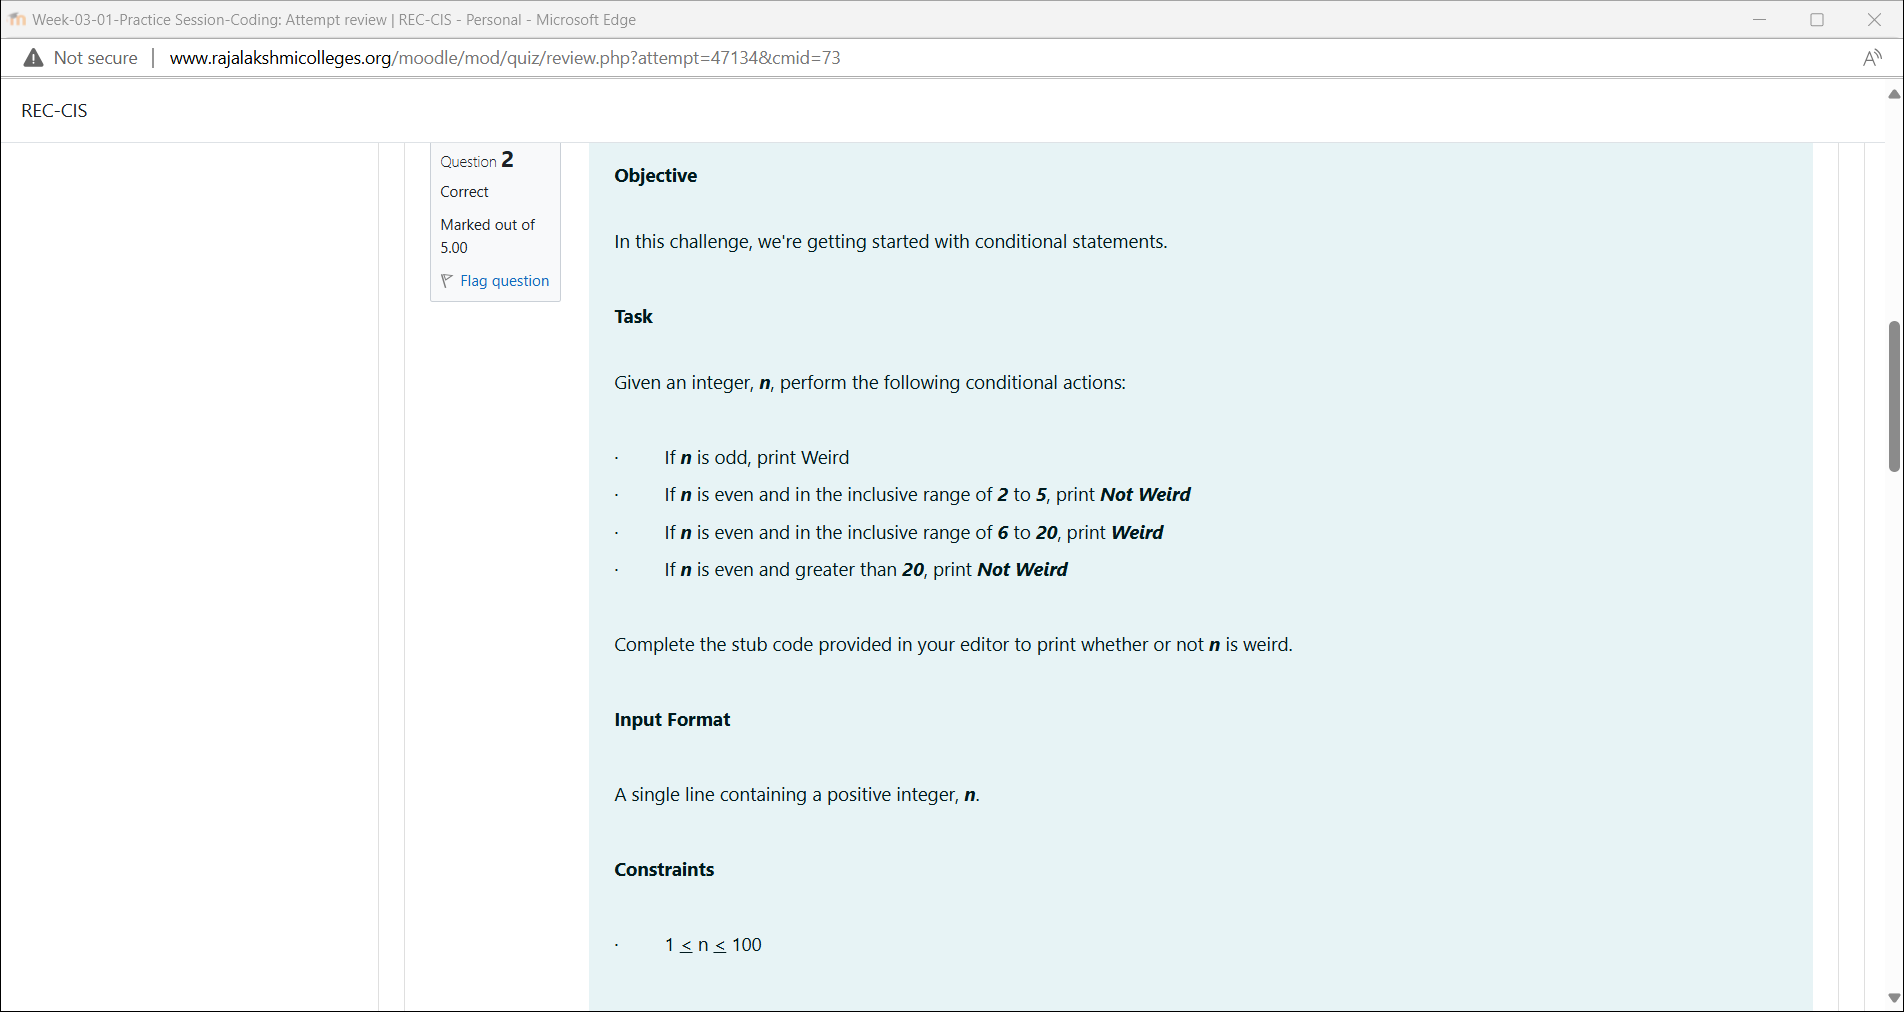 Week-03-01-Practice Session-Coding: Attempt review | REC-CIS - Personal - Microsoft Edge
Not secure | www.rajalakshmicolleges.org/moodle/mod/quiz/review.php?attempt=47134&cmid=73
REC-CIS
Question 2
Correct
Marked out of
5.00
Flag question
Objective
In this challenge, we're getting started with conditional statements.
Task
Given an integer, n, perform the following conditional actions:
· If n is odd, print Weird
· If n is even and in the inclusive range of 2 to 5, print Not Weird
· If n is even and in the inclusive range of 6 to 20, print Weird
· If n is even and greater than 20, print Not Weird
Complete the stub code provided in your editor to print whether or not n is weird.
Input Format
A single line containing a positive integer, n.
Constraints
· 1 ≤ n ≤ 100